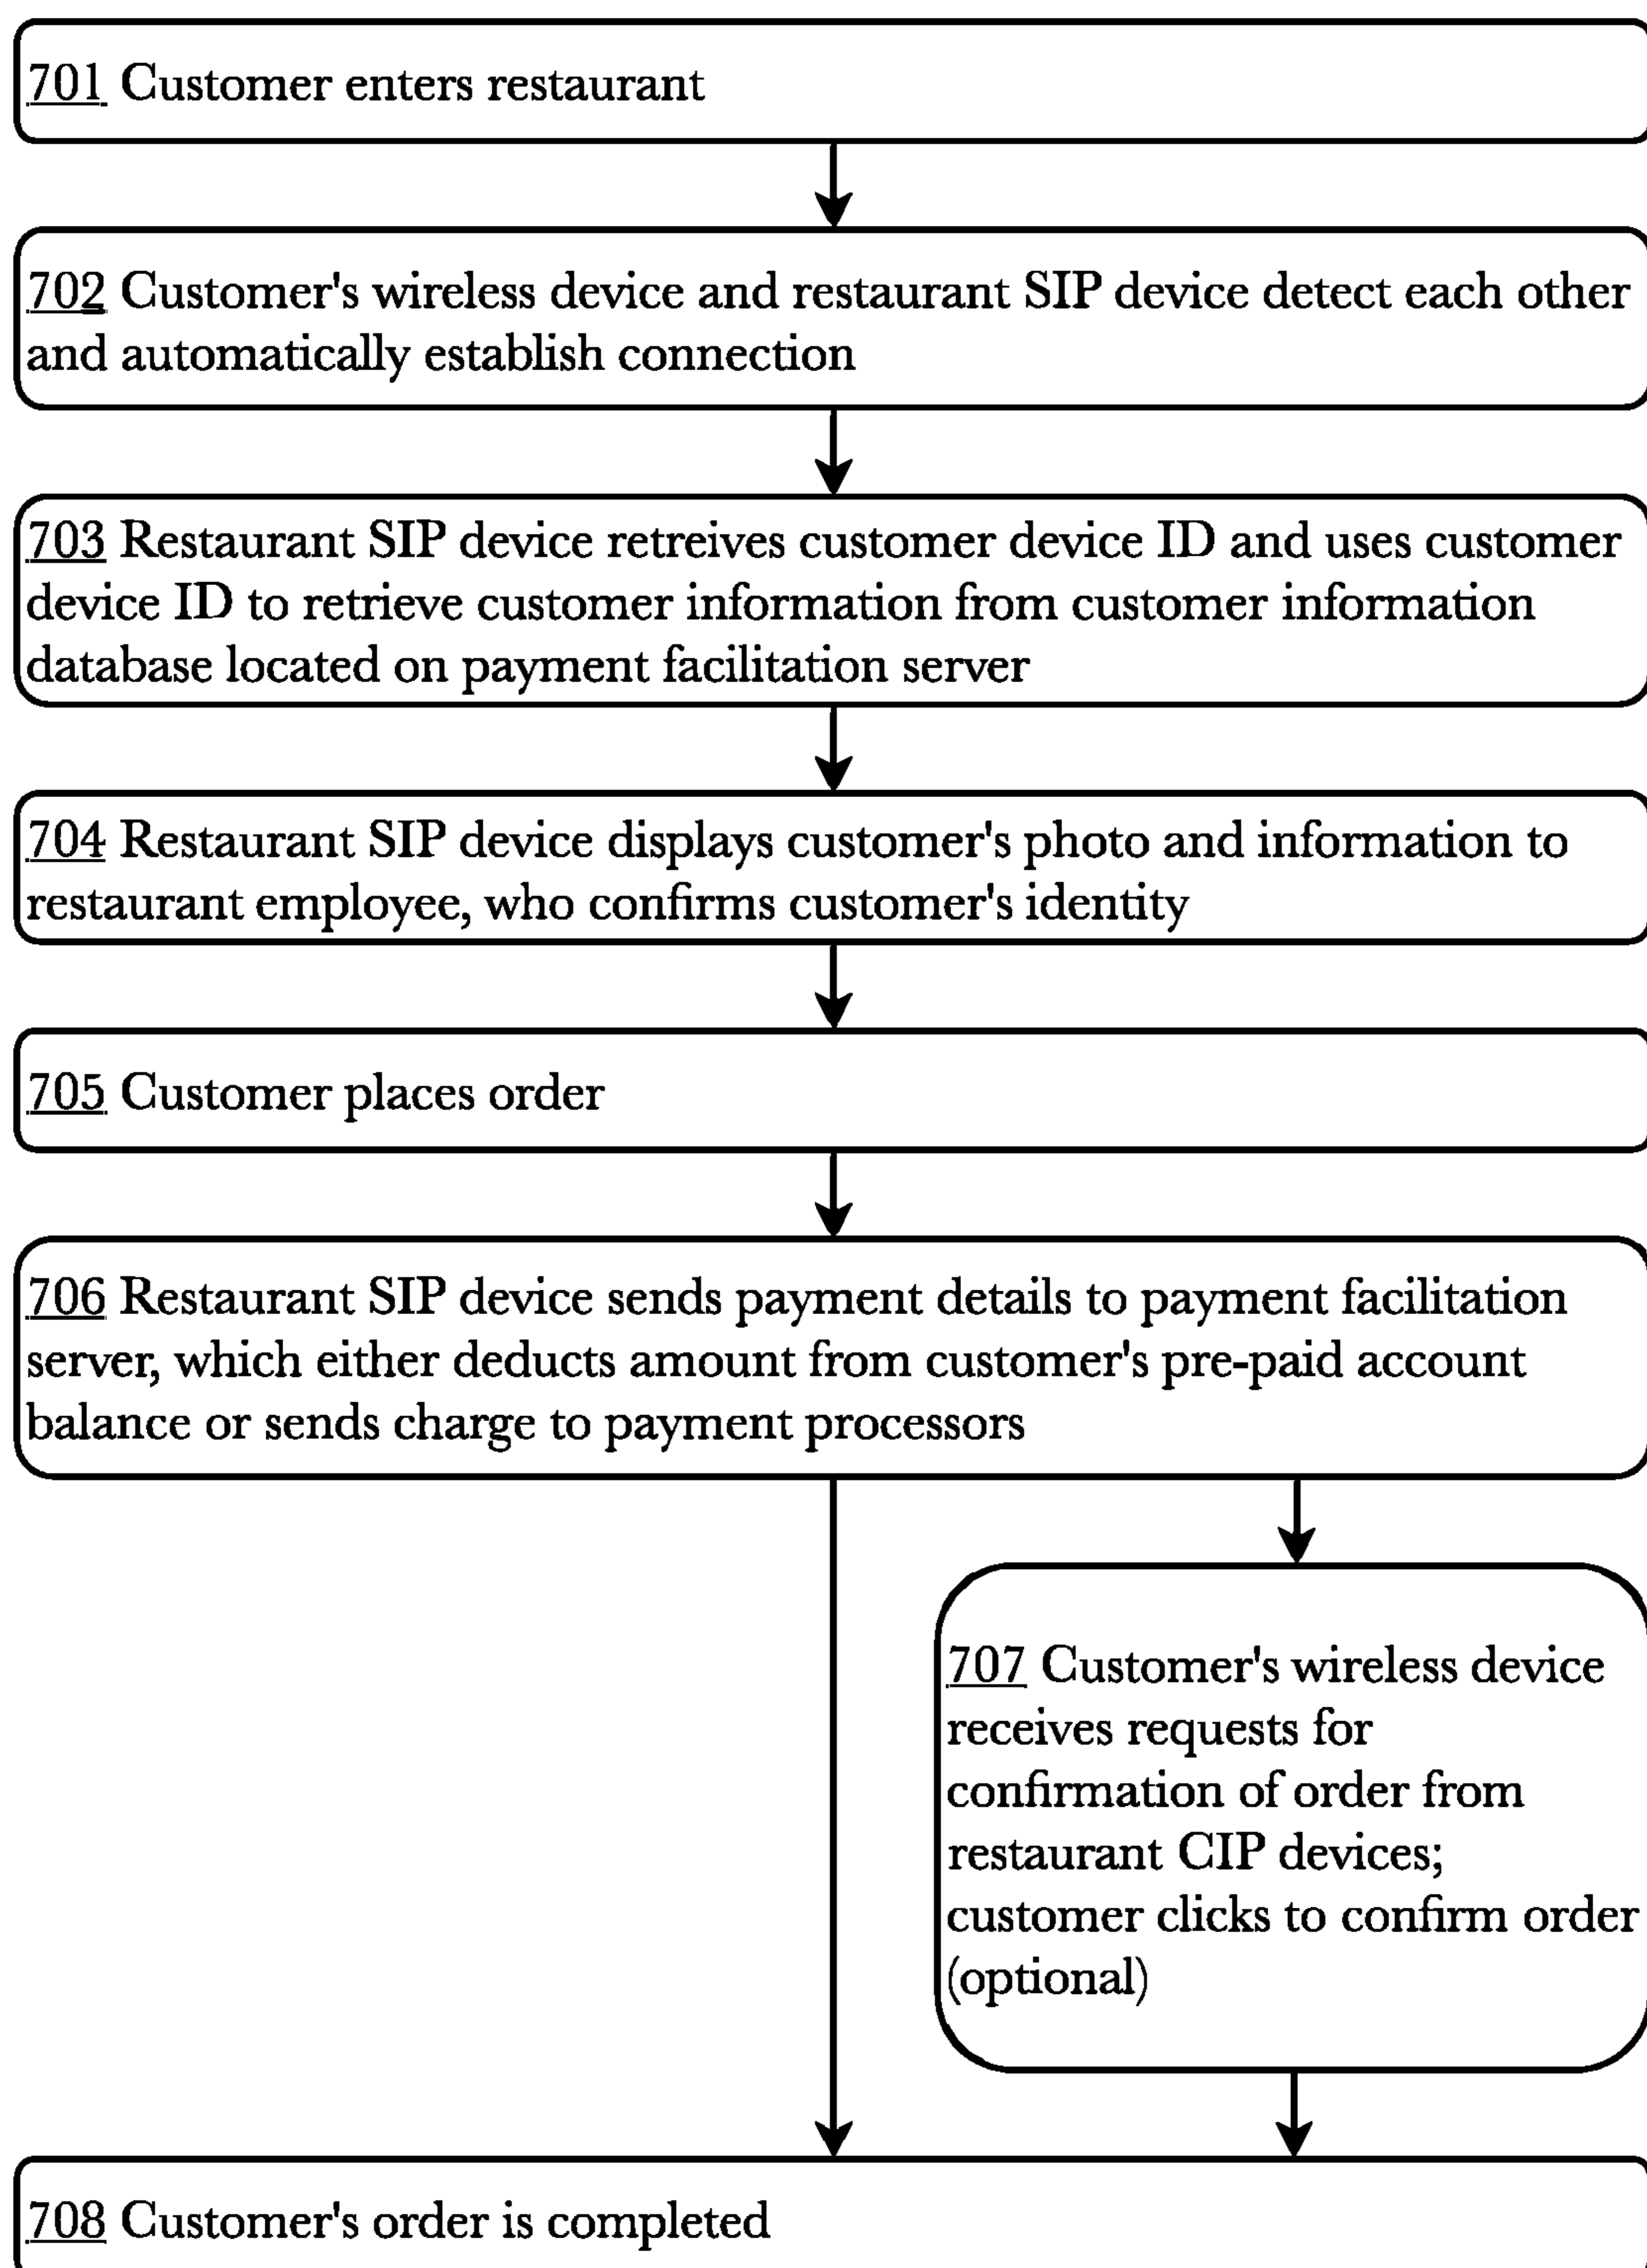 701 Customer enters restaurant
702 Customer's wireless device and restaurant SIP device detect each other
and automatically establish connection
703 Restaurant SIP device retreives customer device ID and uses customer
device ID to retrieve customer information from customer information
database located on payment facilitation server
704 Restaurant SIP device displays customer's photo and information to
restaurant employee, who confirms customer's identity
705 Customer places order
706 Restaurant SIP device sends payment details to payment facilitation
server, which either deducts amount from customer's pre-paid account
balance or sends charge to payment processors
707 Customer's wireless device
receives requests for
confirmation of order from
restaurant CIP devices;
customer clicks to confirm order
(optional)
708 Customer's order is completed